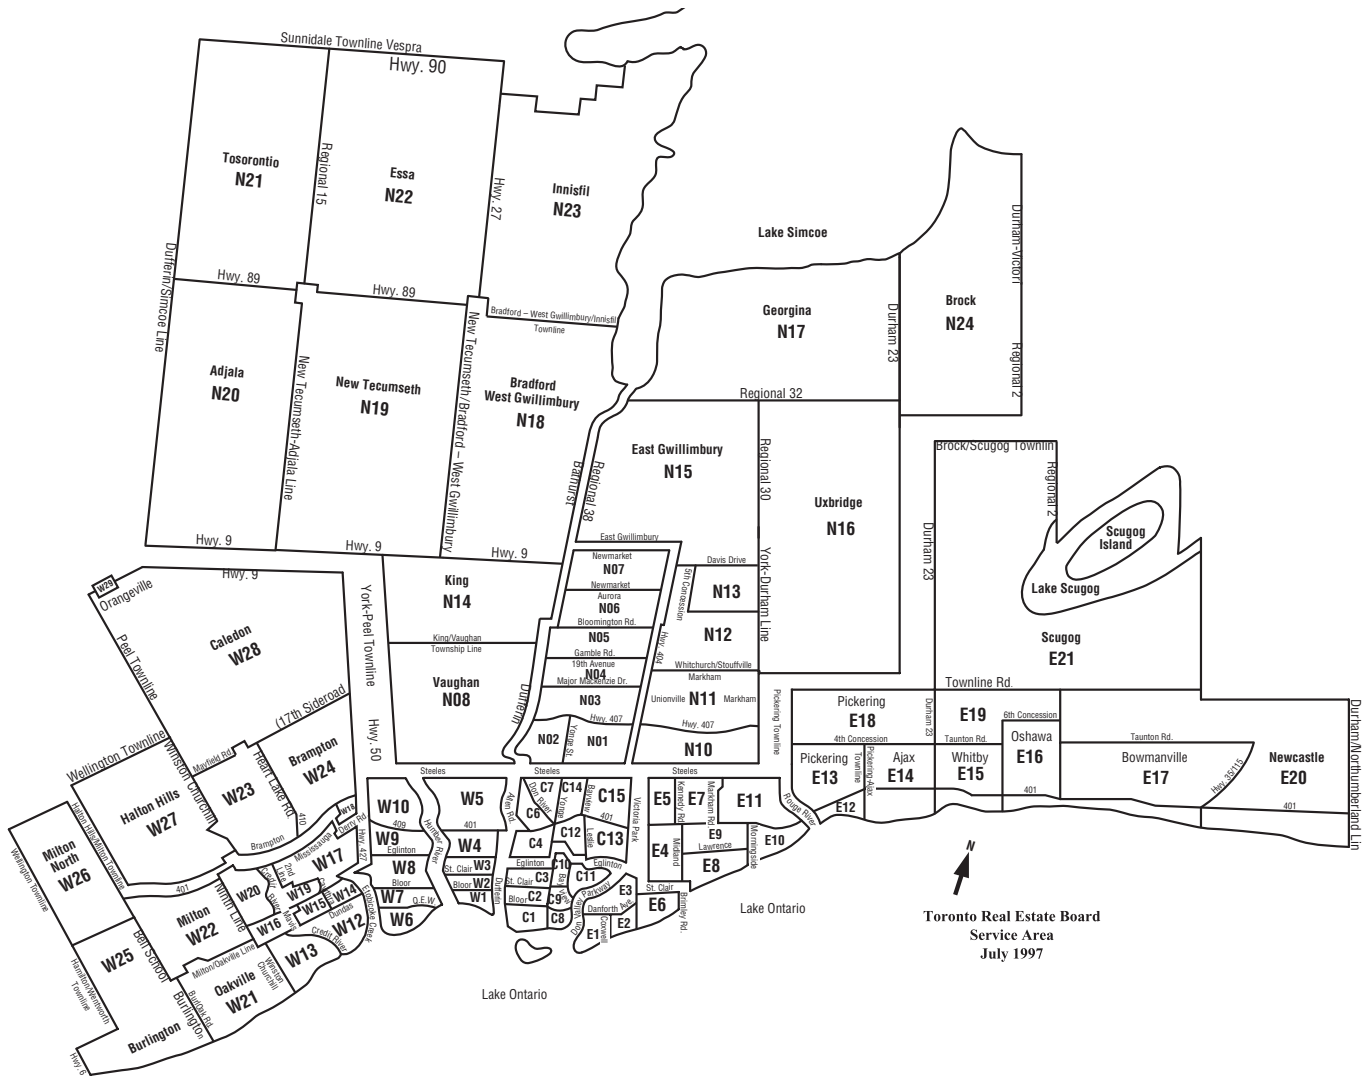 Sunnidale Townline Vespra
Hwy. 90
Tosorontio
N21
Regional 15
Essa
N22
Hwy. 27
Innisfil
N23
Lake Simcoe
Dufferin/Simcoe Line
Hwy. 89
Hwy. 89
Bradford – West Gwillimbury/Innisfil
Townline
Georgina
N17
Durham 23
Brock
N24
Durham-Victori
Regional 2
Adjala
N20
New Tecumseth-Adjala Line
New Tecumseth
N19
New Tecumseth/Bradford – West Gwillimbury
Bradford
West Gwillimbury
N18
Regional 32
Bathurst
Regional 38
East Gwillimbury
N15
Regional 30
Uxbridge
N16
Durham 23
Brock/Scugog Townlin
Regional 2
Scugog
Island
Lake Scugog
Scugog
E21
Hwy. 9
Hwy. 9
Hwy. 9
East Gwillimbury
Newmarket
N07
Newmarket
Aurora
N06
Bloomington Rd.
N05
Gamble Rd.
19th Avenue
N04
Major Mackenzie Dr.
N03
Hwy. 407
N02
Yonge St.
N01
Davis Drive
5th Concession
N13
N12
Hwy. 404
Whitchurch/Stouffville
Markham
Unionville
N11
Markham
Hwy. 407
N10
York-Durham Line
W29
Orangeville
Hwy. 9
Peel Townline
Caledon
W28
York-Peel Townline
Hwy. 50
King
N14
King/Vaughan
Township Line
Vaughan
N08
Dufferin
Townline Rd.
Pickering Townline
Pickering
E18
4th Concession
Durham 23
E19
Taunton Rd.
6th Concession
Oshawa
E16
Taunton Rd.
Bowmanville
E17
Hwy. 35/115
Newcastle
E20
Durham/Northumberland Lin
Pickering
E13
Townline
Pickering-Ajax
Ajax
E14
Whitby
E15
E12
401
401
Rouge River
(17th Sideroad
Wellington Townline
Winston Churchill
Mayfield Rd
Heart Lake Rd
Brampton
W24
W23
410
Halton Hills
W27
Halton Hills/Milton Townline
Milton
North
W26
Wellington Townline
Brampton
401
W18
Derry Rd
Mississauga
W17
Hwy. 427
2nd
Line
Credit
River
W20
W19
W15
W14
Mavis
W16
Dundas
W12
Credit River
W13
Etobicoke Creek
Ninth Line
Milton
W22
Milton/Oakville Line
Winston
Churchill
Oakville
W21
Bell School
Burlington
BurlOak Rd.
W25
Hamilton/Wentworth
Townline
Burlington
Hwy. 6
Steeles
Steeles
Steeles
W10
409
W9
Eglinton
W8
Bloor
W7
Q.E.W.
W6
Humber River
W5
401
W4
St. Clair
W3
Bloor
W2
W1
Dufferin
Allen Rd.
C7
Don River
C6
C14
Yonge
Bayview
C15
401
C4
C12
Leslie
C13
Victoria Park
Eglinton
C10
Eglinton
St. Clair
C3
Bay
view
C11
Bloor
C2
C9
C1
C8
Don Valley Parkway
E3
Danforth Ave.
E1
Coxwell
E2
St. Clair
E6
Brimley Rd.
E5
Kennedy Rd
E7
Markham Rd
E11
E4
Midland
E9
Lawrence
E8
Morningside
E10
Lake Ontario
Lake Ontario
N
Toronto Real Estate Board
Service Area
July 1997